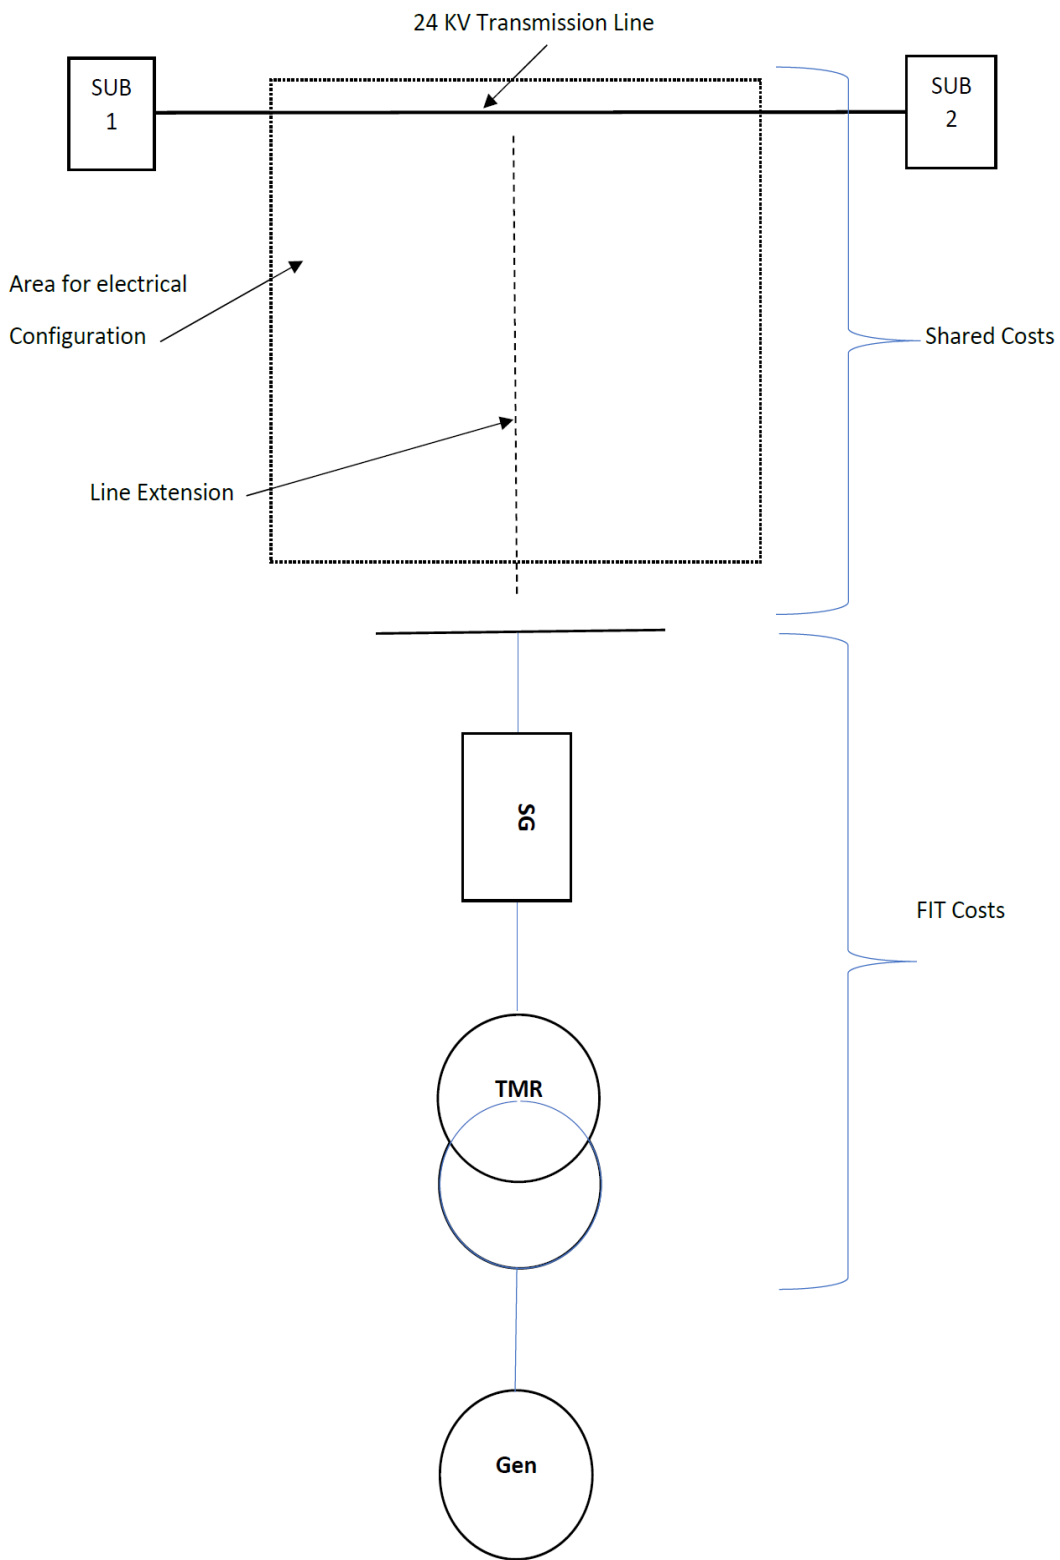 24 KV Transmission Line
SUB
1
SUB
2
Area for electrical
Configuration
Shared Costs
Line Extension
SG
FIT Costs
TMR
Gen